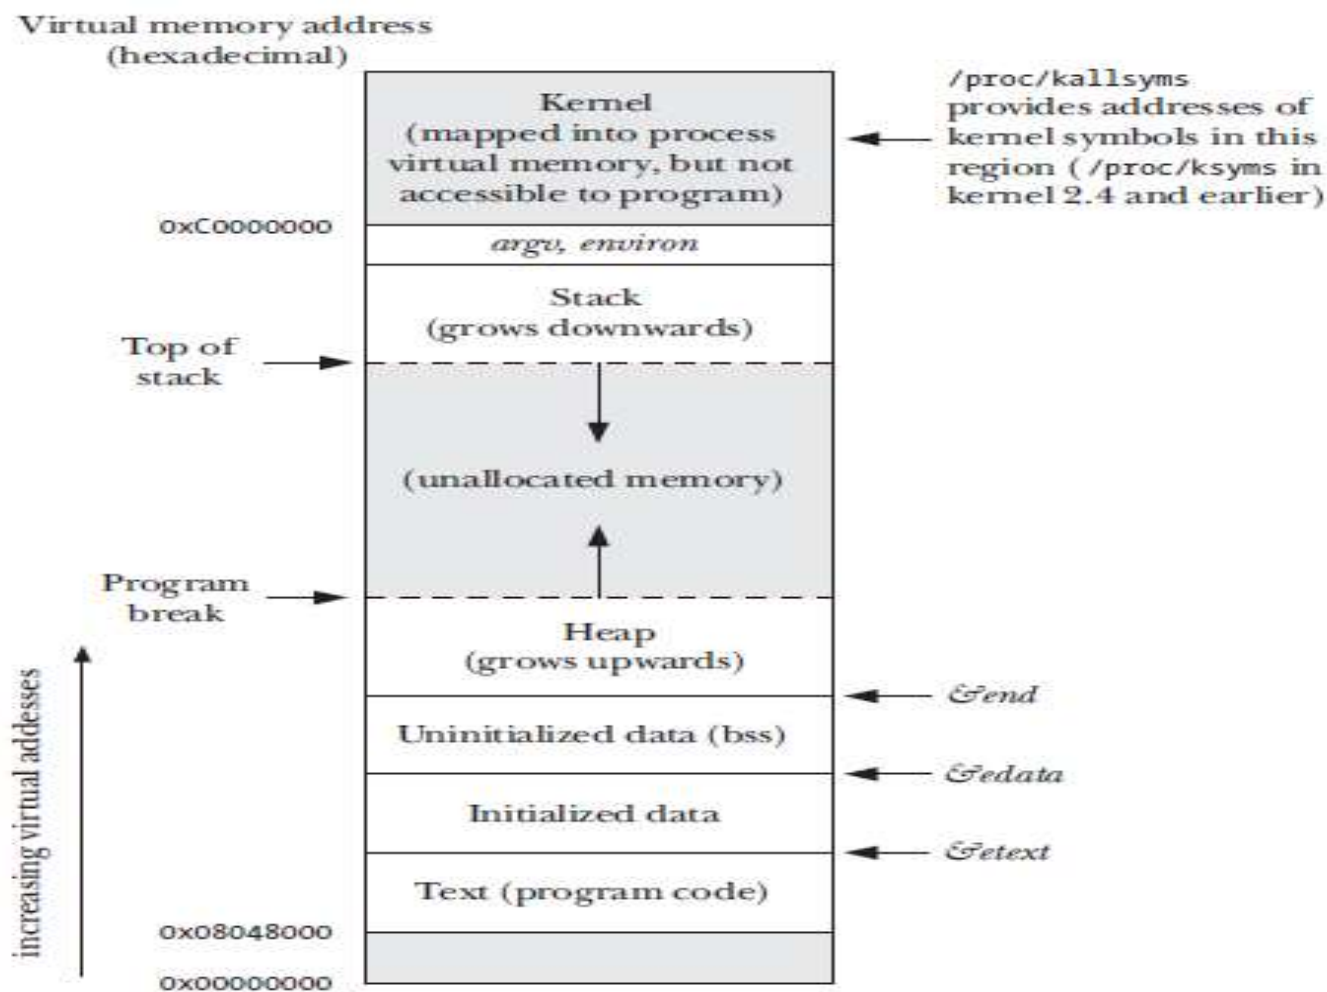 Virtual memory address
(hexadecimal)
/proc/kallsyms
provides addresses of
kernel symbols in this
region (/proc/ksyms in
kernel 2.4 and earlier)
Kernel
(mapped into process
virtual memory, but not
accessible to program)
0xC0000000
argv, environ
Stack
(grows downwards)
Top of
stack
(unallocated memory)
Program
break
Heap
(grows upwards)
&end
Uninitialized data (bss)
&edata
Initialized data
&etext
Text (program code)
0x08048000
0x00000000
increasing virtual addesses